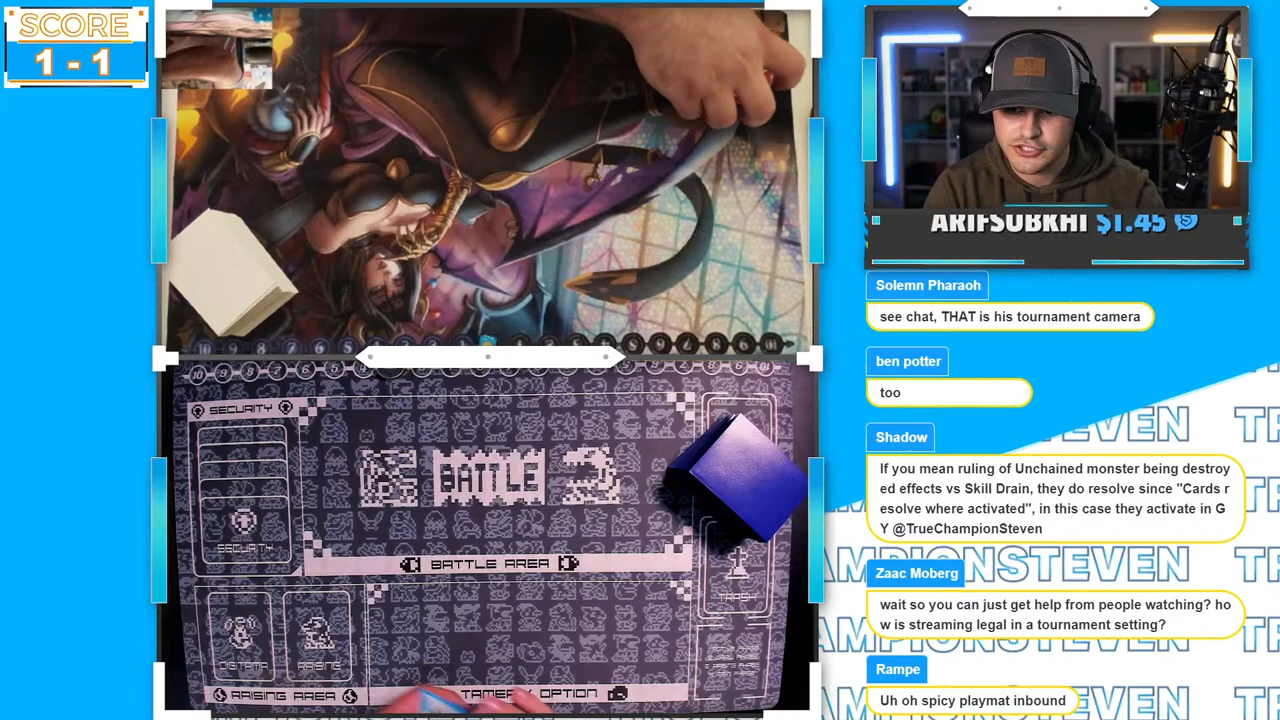 SCORE
1 - 1
ARIFSUBKHI $1.45
Solemn Pharaoh
see chat, THAT is his tournament camera
ben potter
too
Shadow
If you mean ruling of Unchained monster being destroy
ed effects vs Skill Drain, they do resolve since "Cards r
esolve where activated", in this case they activate in G
Y @TrueChampionSteven
Zaac Moberg
wait so you can just get help from people watching? ho
w is streaming legal in a tournament setting?
Rampe
Uh oh spicy playmat inbound
SECURITY
BATTLE
SECURITY
BATTLE AREA
TRASH
DIGITAMA
RAISING
RAISING AREA
OPTION